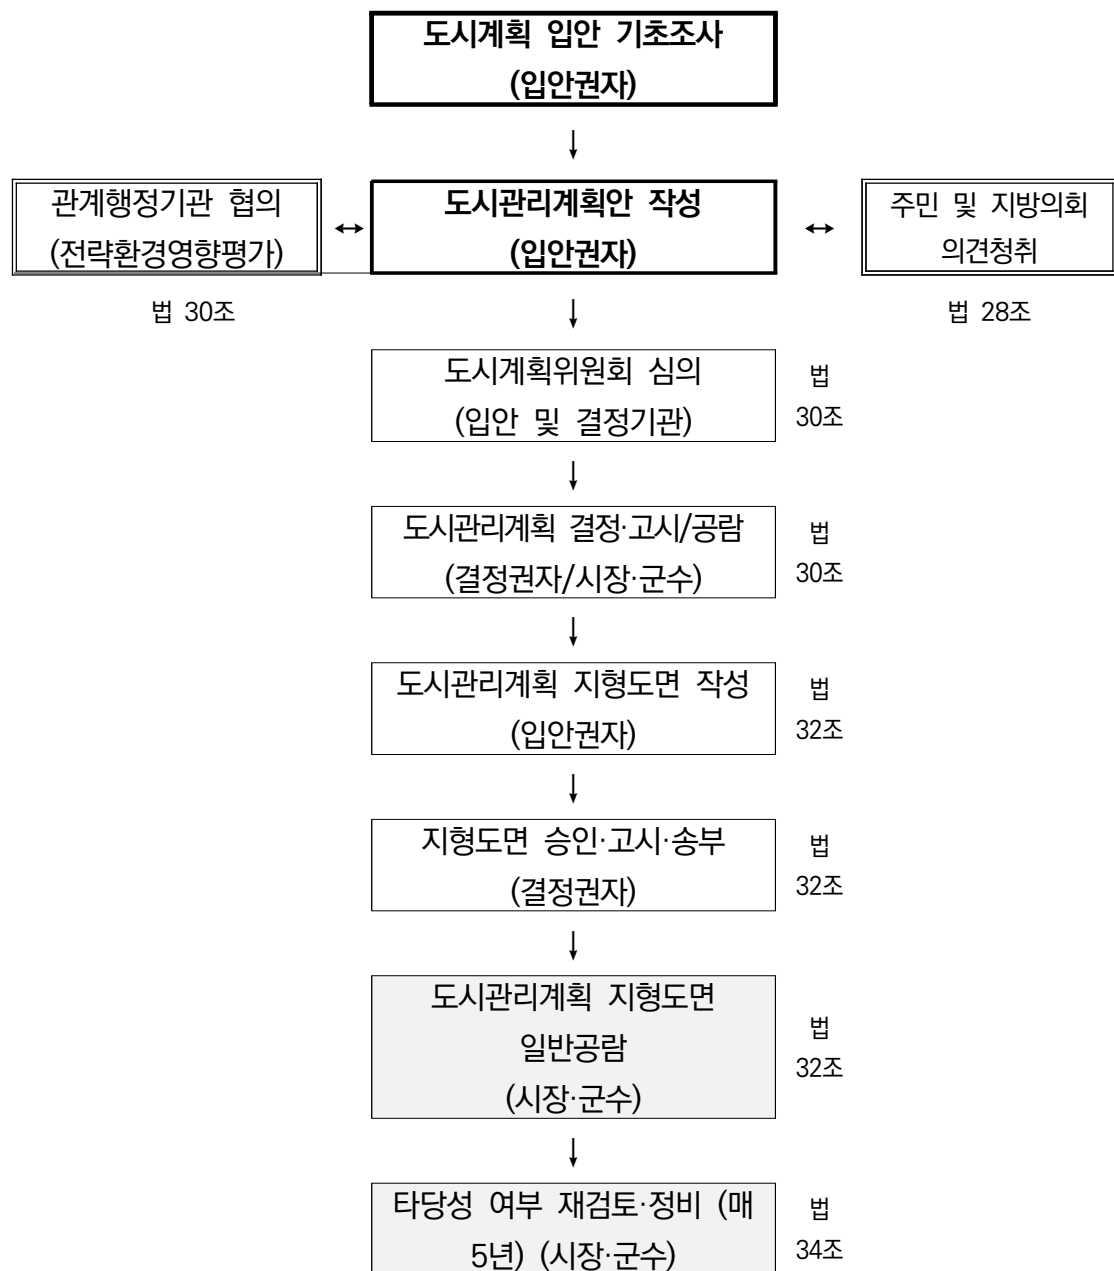 도시계획 입안 기초조사
(입안권자)
↓
관계행정기관 협의
(전략환경영향평가)
↔
도시관리계획안 작성
(입안권자)
↔
주민 및 지방의회
의견청취
법 30조
↓
법 28조
도시계획위원회 심의
(입안 및 결정기관)
법
30조
↓
도시관리계획 결정·고시/공람
(결정권자/시장·군수)
법
30조
↓
도시관리계획 지형도면 작성
(입안권자)
법
32조
↓
지형도면 승인·고시·송부
(결정권자)
법
32조
↓
도시관리계획 지형도면
일반공람
(시장·군수)
법
32조
↓
타당성 여부 재검토·정비 (매
5년) (시장·군수)
법
34조